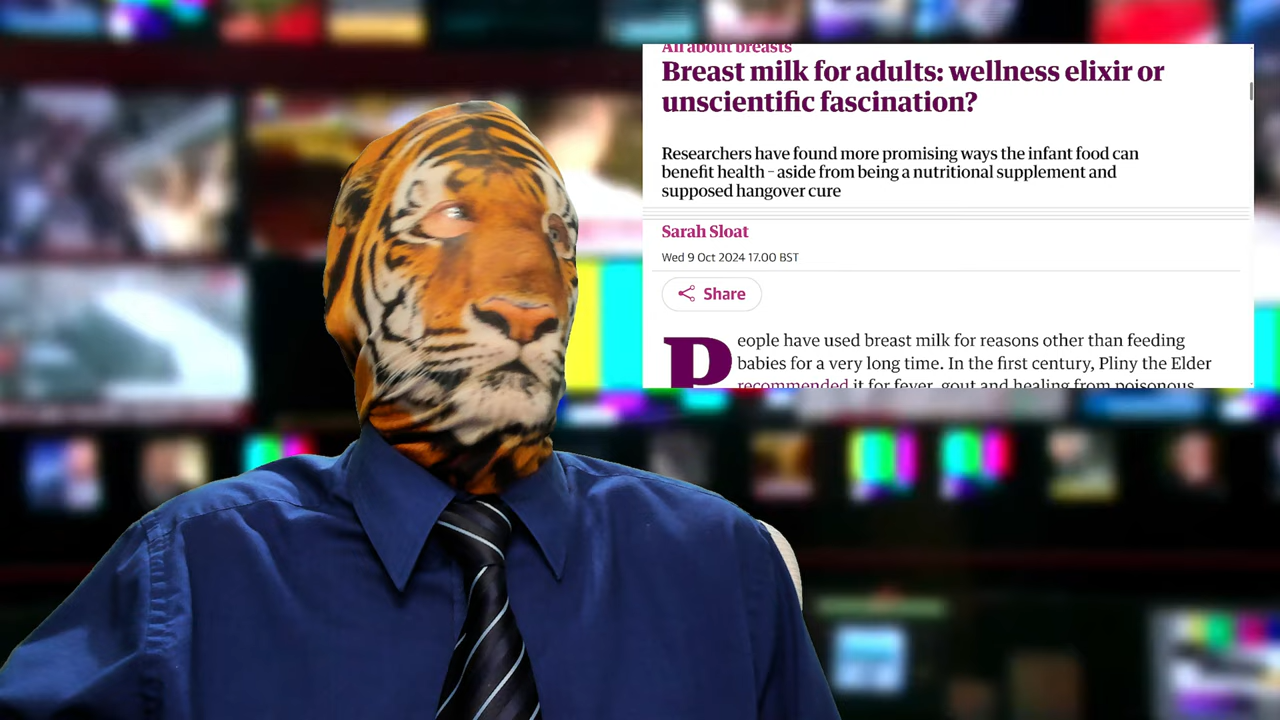 All about breasts
Breast milk for adults: wellness elixir or
unscientific fascination?
Researchers have found more promising ways the infant food can
benefit health – aside from being a nutritional supplement and
supposed hangover cure
Sarah Sloat
Wed 9 Oct 2024 17.00 BST
Share
People have used breast milk for reasons other than feeding
babies for a very long time. In the first century, Pliny the Elder
recommended it for fever, gout and healing from poisonous